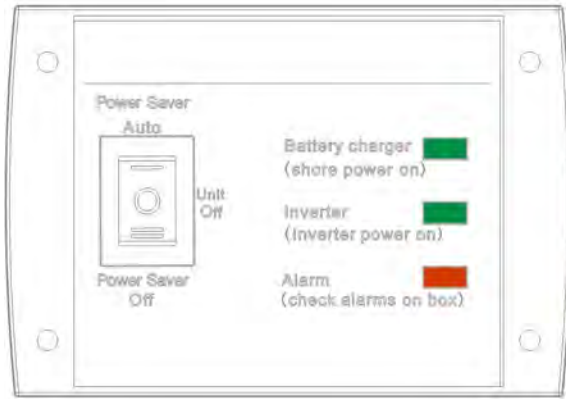 Power Saver
Auto
Unit
Off
Power Saver
Off
Battery charger
(shore power on)
Inverter
(inverter power on)
Alarm
(check alarms on box)